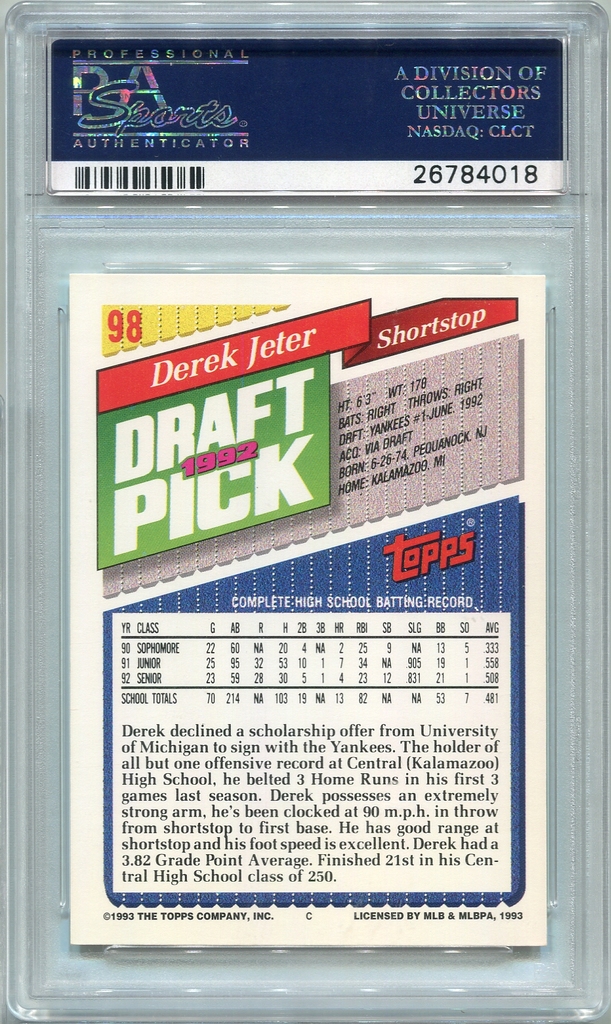 PROFESSIONAL
PSA
Sports®
AUTHENTICATOR
A DIVISION OF
COLLECTORS
UNIVERSE
NASDAQ: CLCT
26784018
98
Derek Jeter
Shortstop
DRAFT
1992
PICK
HT: 6'3" WT: 178
BATS: RIGHT THROWS: RIGHT
DRFT: YANKEES #1-JUNE, 1992
ACQ: VIA DRAFT
BORN: 6-26-74, PEQUANOCK, NJ
HOME: KALAMAZOO, MI
topps®
COMPLETE HIGH SCHOOL BATTING RECORD
YR CLASS G AB R H 2B 3B HR RBI SB SLG BB SO AVG
90 SOPHOMORE 22 60 NA 20 4 NA 2 25 9 NA 13 5 .333
91 JUNIOR 25 95 32 53 10 1 7 34 NA .905 19 1 .558
92 SENIOR 23 59 28 30 5 1 4 23 12 .831 21 1 .508
SCHOOL TOTALS 70 214 NA 103 19 NA 13 82 NA NA 53 7 .481
Derek declined a scholarship offer from University
of Michigan to sign with the Yankees. The holder of
all but one offensive record at Central (Kalamazoo)
High School, he belted 3 Home Runs in his first 3
games last season. Derek possesses an extremely
strong arm, he's been clocked at 90 m.p.h. in throw
from shortstop to first base. He has good range at
shortstop and his foot speed is excellent. Derek had a
3.82 Grade Point Average. Finished 21st in his Cen-
tral High School class of 250.
©1993 THE TOPPS COMPANY, INC. C LICENSED BY MLB & MLBPA, 1993